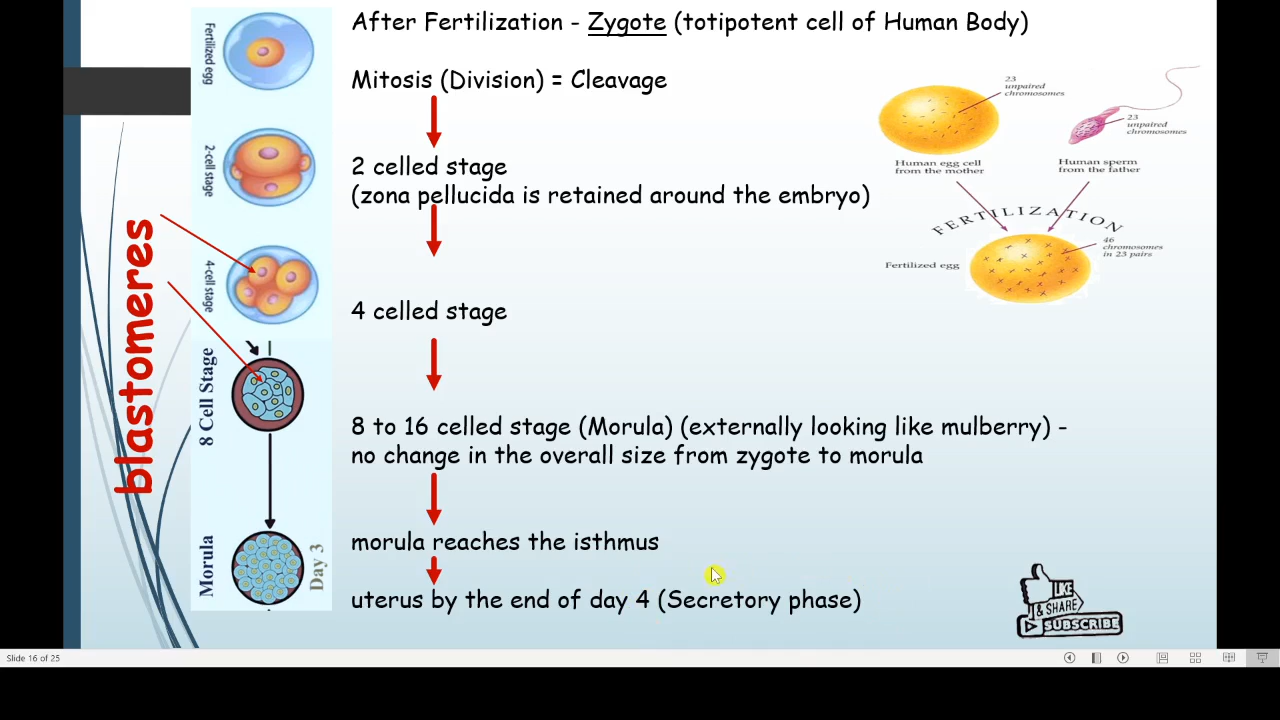 After Fertilization - Zygote (totipotent cell of Human Body)
Mitosis (Division) = Cleavage
2 celled stage
(zona pellucida is retained around the embryo)
4 celled stage
8 to 16 celled stage (Morula) (externally looking like mulberry) -
no change in the overall size from zygote to morula
morula reaches the isthmus
uterus by the end of day 4 (Secretory phase)
blastomeres
Fertilized egg
2-cell stage
4-cell stage
8 Cell Stage
Morula
Day 3
23
unpaired
chromosomes
23
unpaired
chromosomes
Human egg cell
from the mother
Human sperm
from the father
FERTILIZATION
46
chromosomes
in 23 pairs
Fertilized egg
LIKE
& SHARE
SUBSCRIBE
Slide 16 of 25